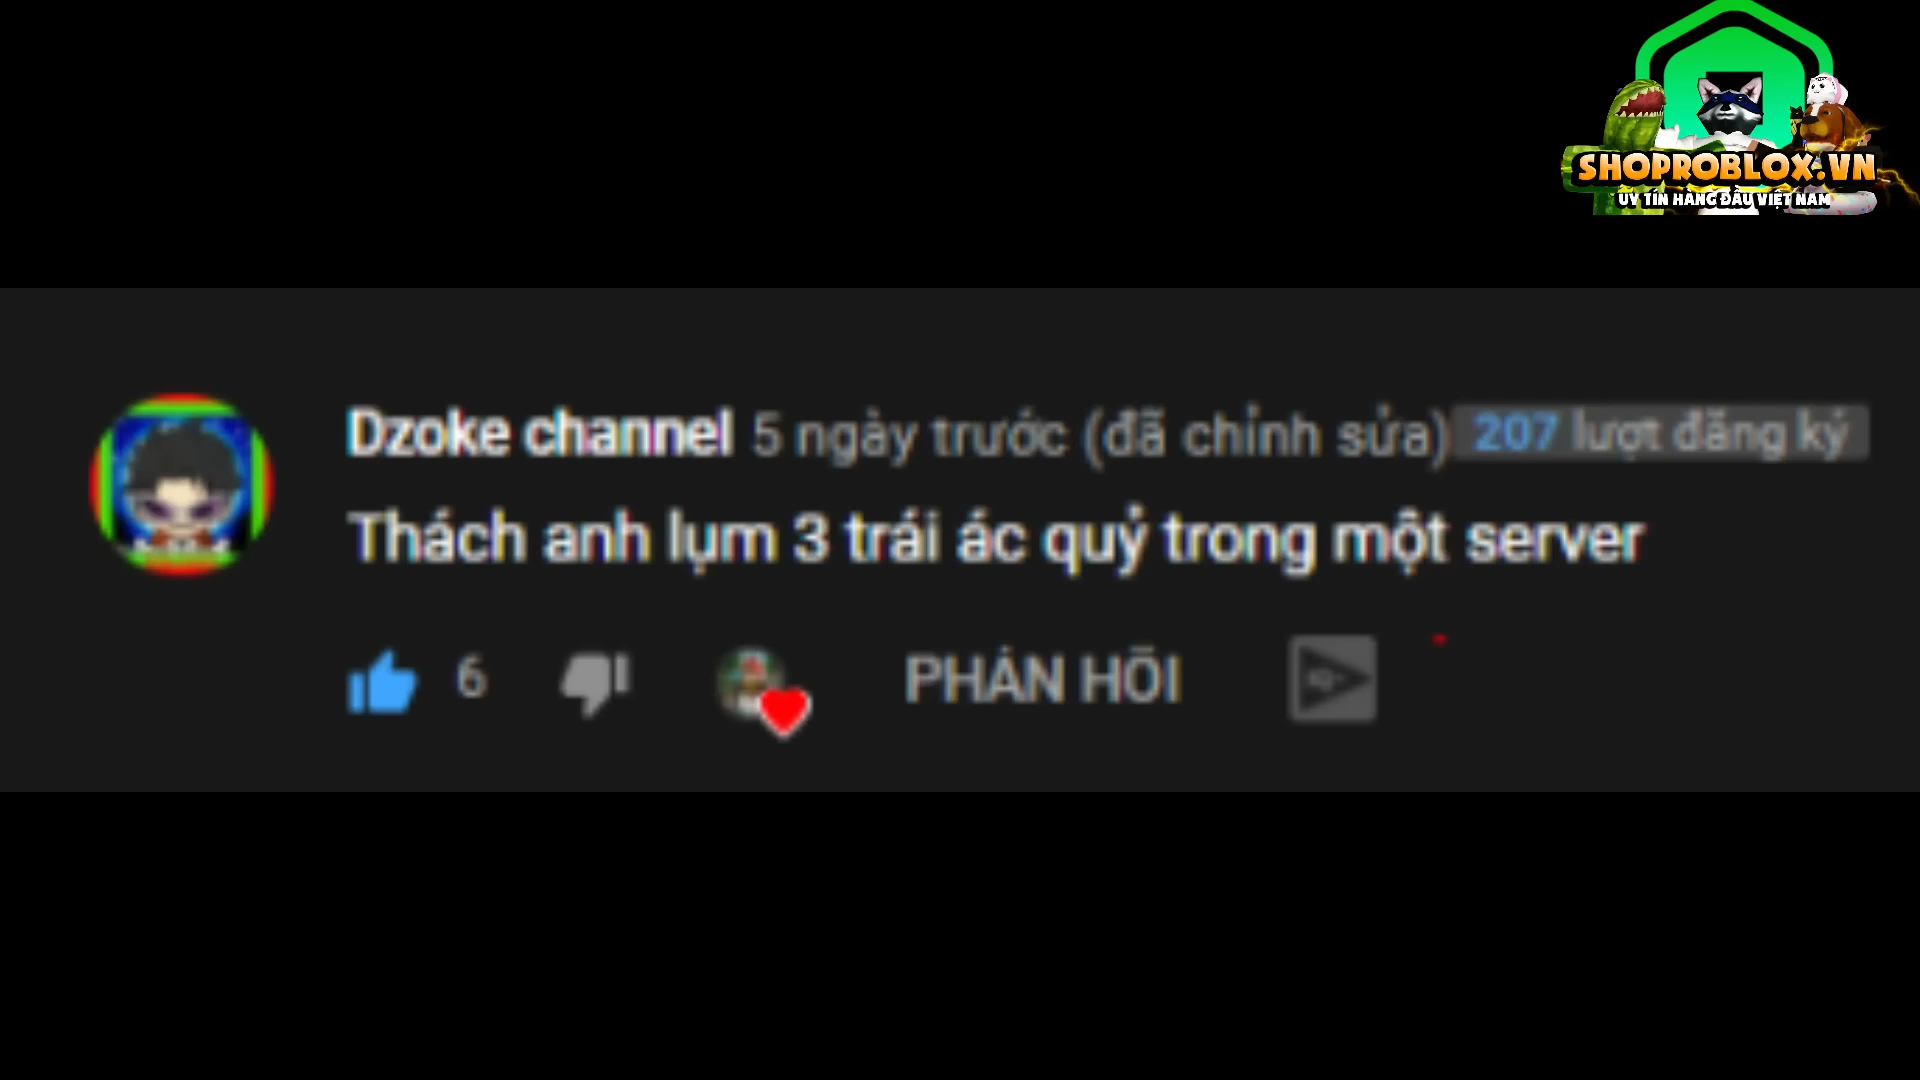 SHOPROBLOX.VN
UY TÍN HÀNG ĐẦU VIỆT NAM
Dzoke channel 5 ngày trước (đã chỉnh sửa) 207 lượt đăng ký
Thách anh lụm 3 trái ác quỷ trong một server
6 PHẢN HỒI